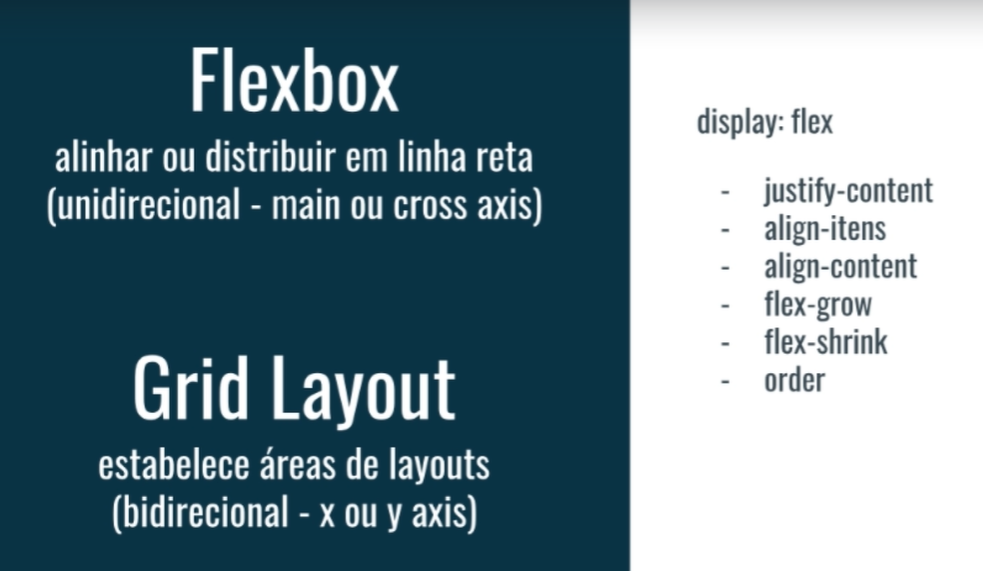 Flexbox
alinhar ou distribuir em linha reta
(unidirecional - main ou cross axis)
Grid Layout
estabelece áreas de layouts
(bidirecional - x ou y axis)
display: flex
- justify-content
- align-itens
- align-content
- flex-grow
- flex-shrink
- order